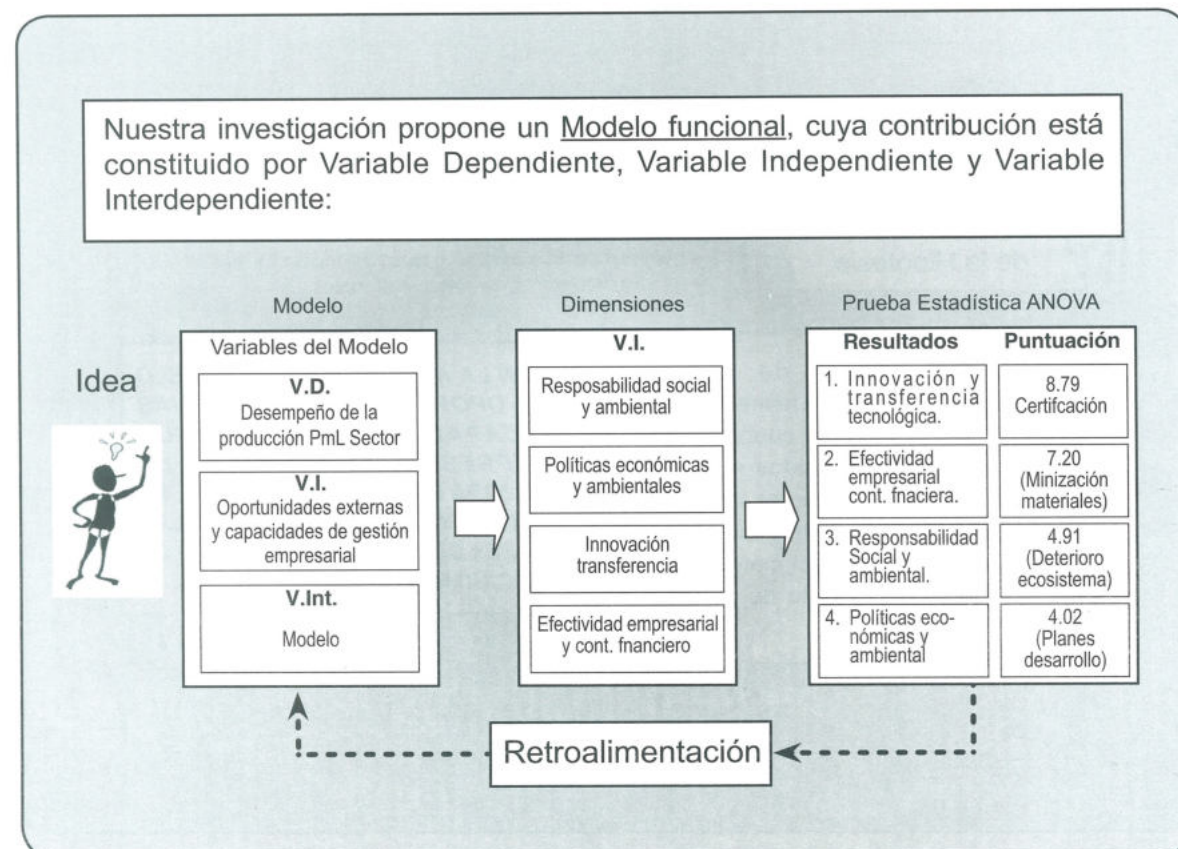 Nuestra investigación propone un Modelo funcional, cuya contribución está
constituido por Variable Dependiente, Variable Independiente y Variable
Interdependiente:
Idea
Modelo
Variables del Modelo
V.D.
Desempeño de la
producción PmL Sector
V.I.
Oportunidades externas
y capacidades de gestión
empresarial
V.Int.
Modelo
Dimensiones
V.I.
Resposabilidad social
y ambiental
Políticas económicas
y ambientales
Innovación
transferencia
Efectividad empresarial
y cont. fnanciero
Prueba Estadística ANOVA
Resultados
Puntuación
1. Innovación y
transferencia
tecnológica.
8.79
Certifcación
2. Efectividad
empresarial
cont. fnaciera.
7.20
(Minización
materiales)
3. Responsabilidad
Social y
ambiental.
4.91
(Deterioro
ecosistema)
4. Políticas eco-
nómicas y
ambiental
4.02
(Planes
desarrollo)
Retroalimentación